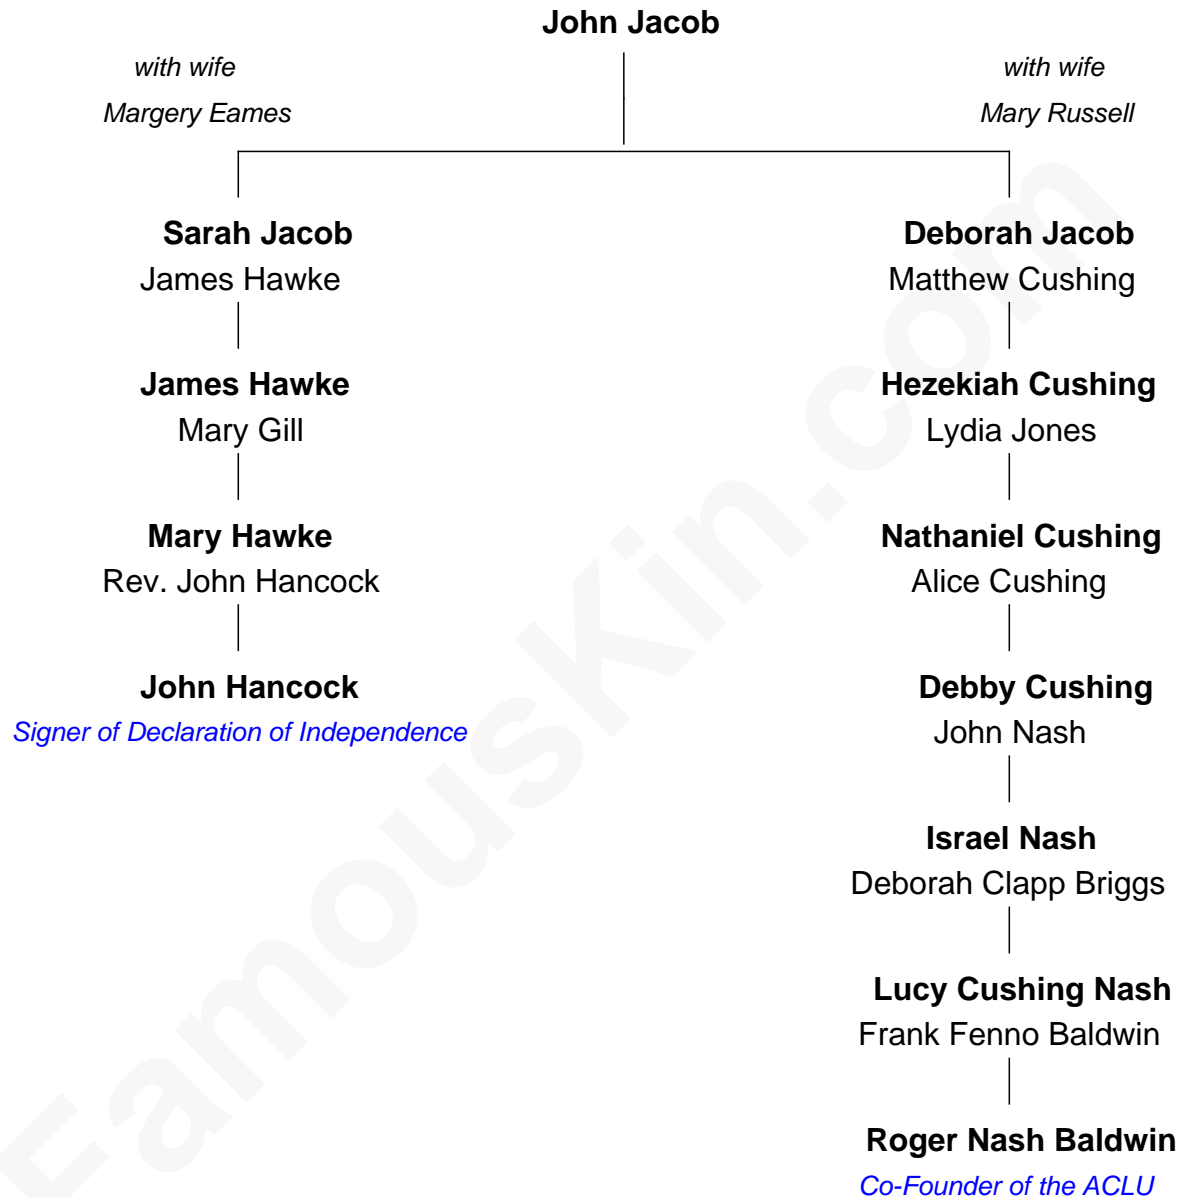 John Jacob
with wife
Margery Eames
with wife
Mary Russell
Sarah Jacob
James Hawke
James Hawke
Mary Gill
Mary Hawke
Rev. John Hancock
John Hancock
Signer of Declaration of Independence
Deborah Jacob
Matthew Cushing
Hezekiah Cushing
Lydia Jones
Nathaniel Cushing
Alice Cushing
Debby Cushing
John Nash
Israel Nash
Deborah Clapp Briggs
Lucy Cushing Nash
Frank Fenno Baldwin
Roger Nash Baldwin
Co-Founder of the ACLU
FamousKin.com